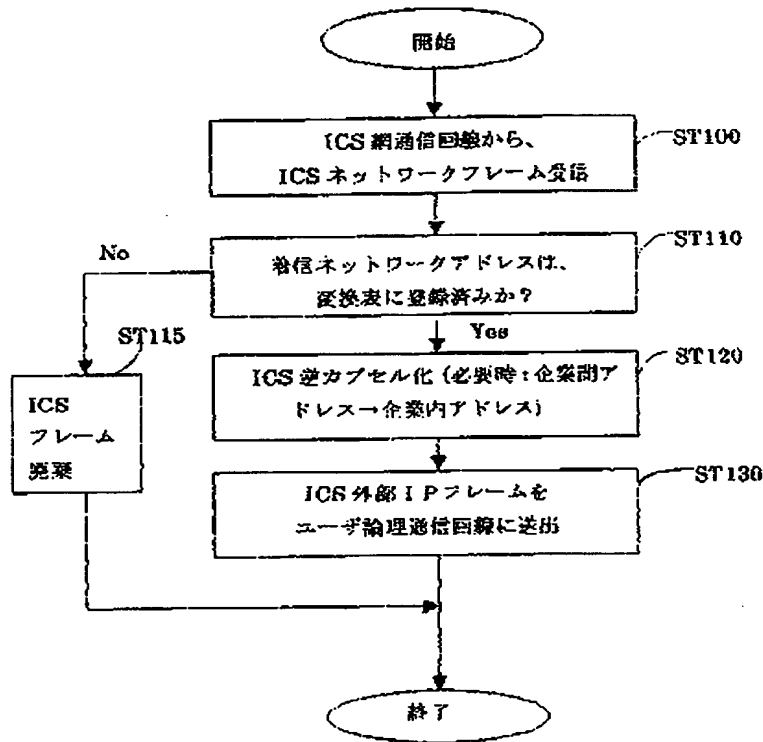 開始
ICS 網通信回線から、
ICS ネットワークフレーム受信
ST100
着信ネットワークアドレスは、
変換表に登録済みか？
ST110
No
Yes
ST115
ICS
フレーム
廃棄
ICS 逆カプセル化 (必要時：企業間ア
ドレス→企業内アドレス)
ST120
ICS 外部 I P フレームを
ユーザ論理通信回線に送出
ST130
終了